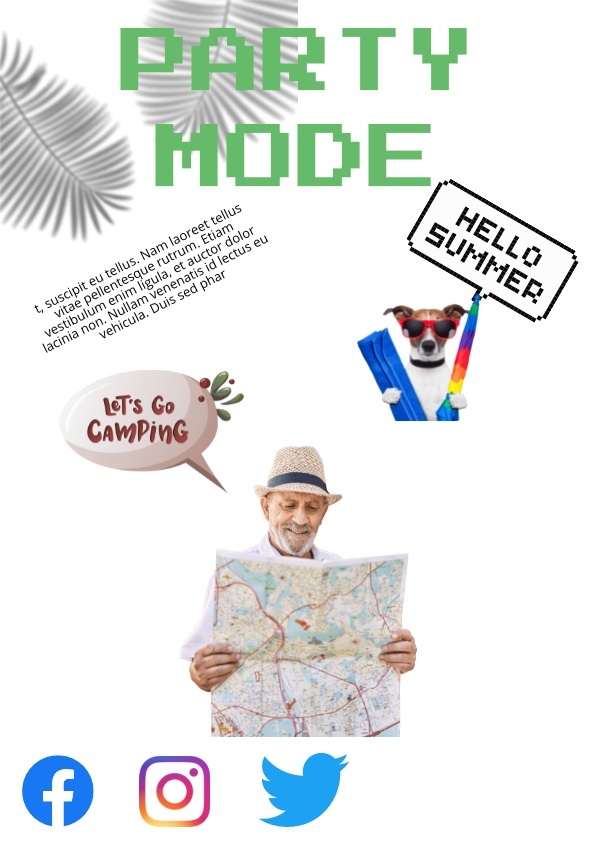 PARTY
MODE
HELLO
SUMMER
t, suscipit eu tellus. Nam laoreet tellus
vitae pellentesque rutrum. Etiam
vestibulum enim ligula, et auctor dolor
lacinia non. Nullam venenatis id lectus eu
vehicula. Duis sed phar
LET'S GO
CAMPING